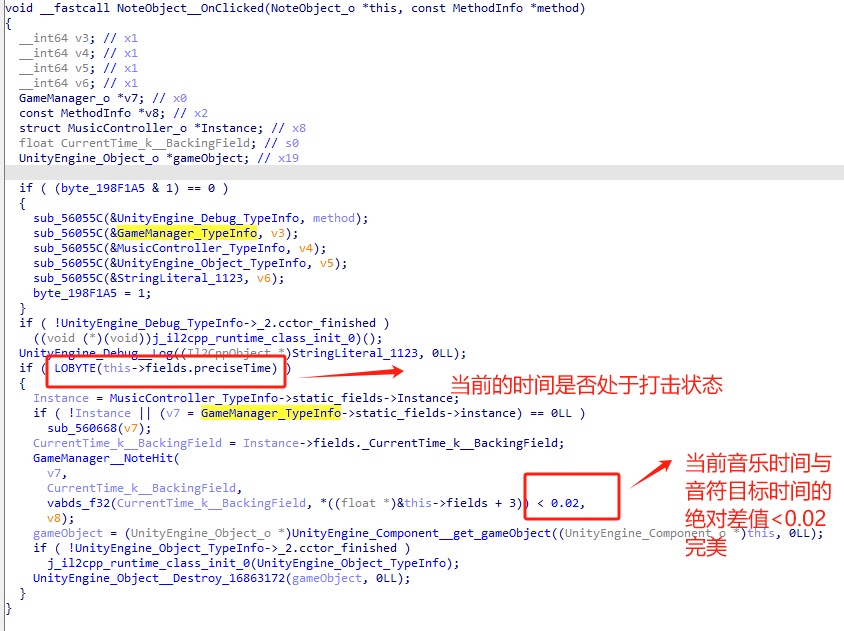 void __fastcall NoteObject__OnClicked(NoteObject_o *this, const MethodInfo *method)
{
__int64 v3; // x1
__int64 v4; // x1
__int64 v5; // x1
__int64 v6; // x1
GameManager_o *v7; // x0
const MethodInfo *v8; // x2
struct MusicController_o *Instance; // x8
float CurrentTime_k__BackingField; // s0
UnityEngine_Object_o *gameObject; // x19
if ( (byte_198F1A5 & 1) == 0 )
{
sub_56055C(&UnityEngine_Debug_TypeInfo, method);
sub_56055C(&GameManager_TypeInfo, v3);
sub_56055C(&MusicController_TypeInfo, v4);
sub_56055C(&UnityEngine_Object_TypeInfo, v5);
sub_56055C(&StringLiteral_1123, v6);
byte_198F1A5 = 1;
}
if ( !UnityEngine_Debug_TypeInfo->_2.cctor_finished )
((void (*)(void))j_il2cpp_runtime_class_init_0)();
UnityEngine_Debug__Log((Il2CppObject *)StringLiteral_1123, 0LL);
if ( LOBYTE(this->fields.preciseTime) )
当前的时间是否处于打击状态
{
Instance = MusicController_TypeInfo->static_fields->Instance;
if ( !Instance || (v7 = GameManager_TypeInfo->static_fields->instance) == 0LL )
sub_560668(v7);
CurrentTime_k__BackingField = Instance->fields._CurrentTime_k__BackingField;
GameManager__NoteHit(
v7,
CurrentTime_k__BackingField,
vabds_f32(CurrentTime_k__BackingField, *((float *)&this->fields + 3)) < 0.02,
v8);
当前音乐时间与
音符目标时间的
绝对差值<0.02
完美
gameObject = (UnityEngine_Object_o *)UnityEngine_Component__get_gameObject((UnityEngine_Component_o *)this, 0LL);
if ( !UnityEngine_Object_TypeInfo->_2.cctor_finished )
j_il2cpp_runtime_class_init_0(UnityEngine_Object_TypeInfo);
UnityEngine_Object__Destroy_16863172(gameObject, 0LL);
}
}